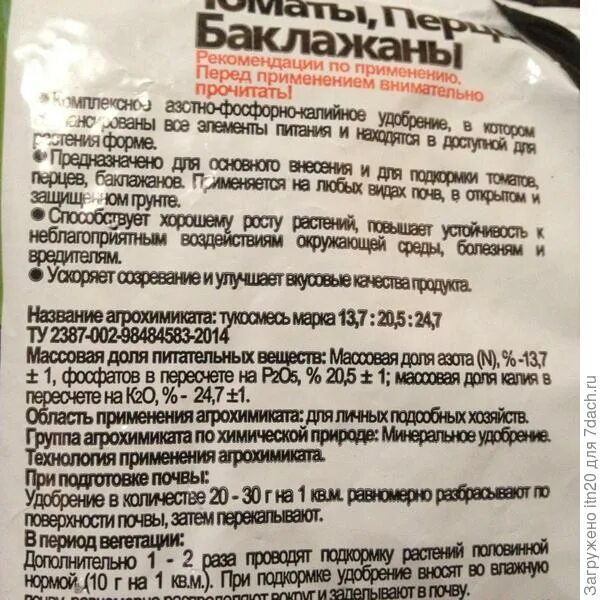 Томаты, Перцы
Баклажаны
Рекомендации по применению.
Перед применением внимательно
прочитать!
● Комплексное азстно-фосфорно-калийное удобрение, в котором
все элементы питания и находятся в доступной для
растения форме.
● Предназначено для основного внесения и для подкормки томатов,
перцев, баклажанов. Применяется на любых видах почв, в открытом и
защищенном грунте.
● Способствует хорошему росту растений, повышает устойчивость к
неблагоприятным воздействиям окружающей среды, болезням и
вредителям.
● Ускоряет созревание и улучшает вкусовые качества продукта.
Название агрохимиката: тукосмесь марка 13,7 : 20,5 : 24,7
ТУ 2387-002-98484583-2014
Массовая доля питательных веществ: Массовая доля азота (N), % -13,7
± 1, фосфатов в пересчете на P2O5, % 20,5 ± 1; массовая доля калия в
пересчете на K2O, % - 24,7 ±1.
Область применения агрохимиката: для личных подсобных хозяйств.
Группа агрохимиката по химической природе: Минеральное удобрение.
Технология применения агрохимиката.
При подготовке почвы:
Удобрение в количестве 20 - 30 г на 1 кв.м. равномерно разбрасывают по
поверхности почвы, затем перекапывают.
В период вегетации:
Дополнительно 1 - 2 раза проводят подкормку растений половинной
нормой (10 г на 1 кв.м.). При подкормке удобрение вносят во влажную
почву, равномерно распределяют вокруг и заделывают в почву.
Загружено itn20 для 7dach.ru